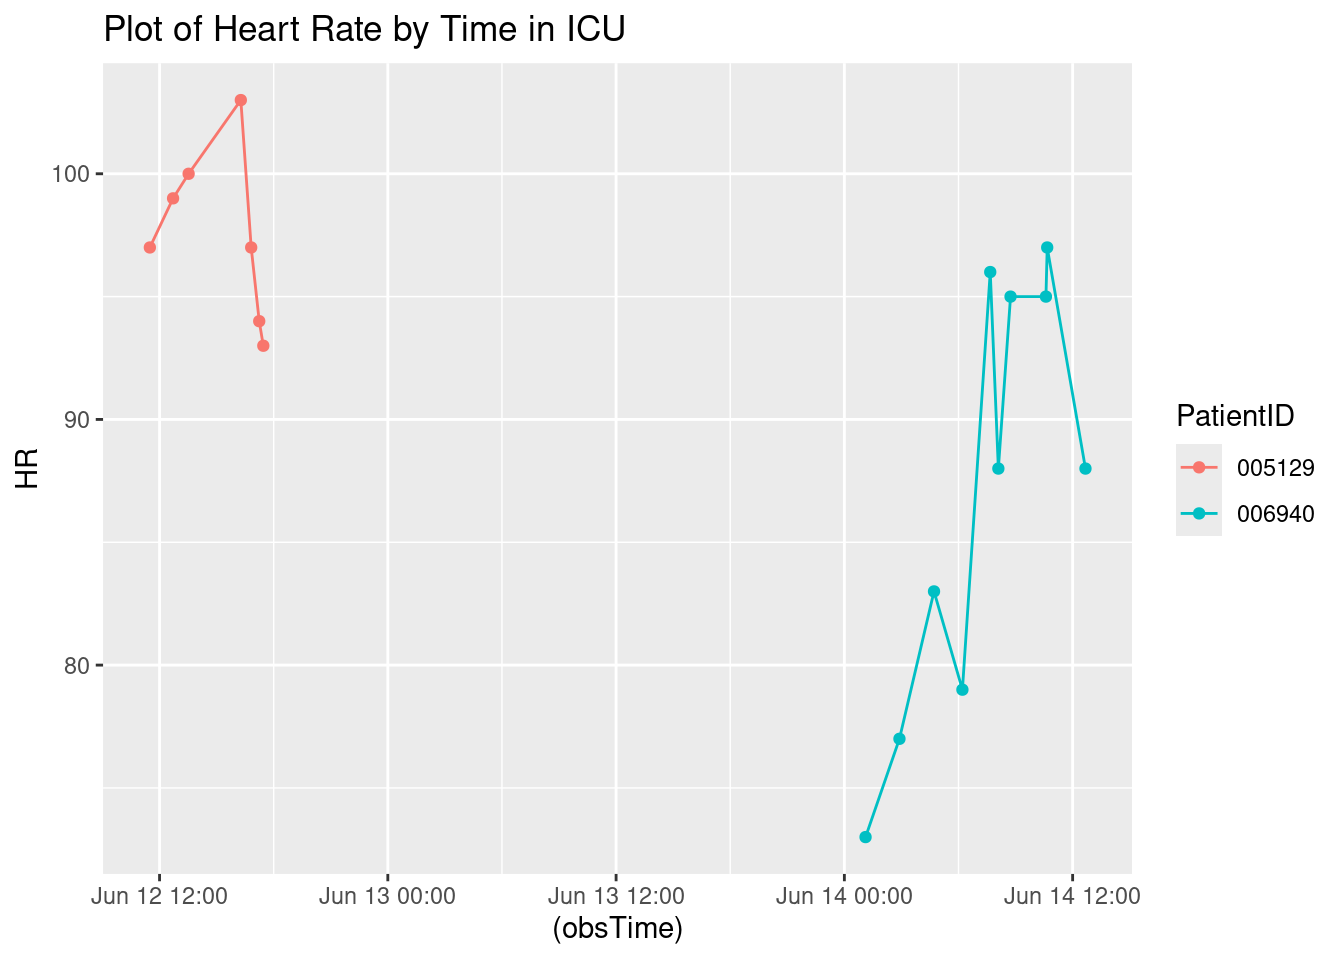 Plot of Heart Rate by Time in ICU
100
90
80
HR
Jun 12 12:00
Jun 13 00:00
Jun 13 12:00
Jun 14 00:00
Jun 14 12:00
(obsTime)
PatientID
005129
006940